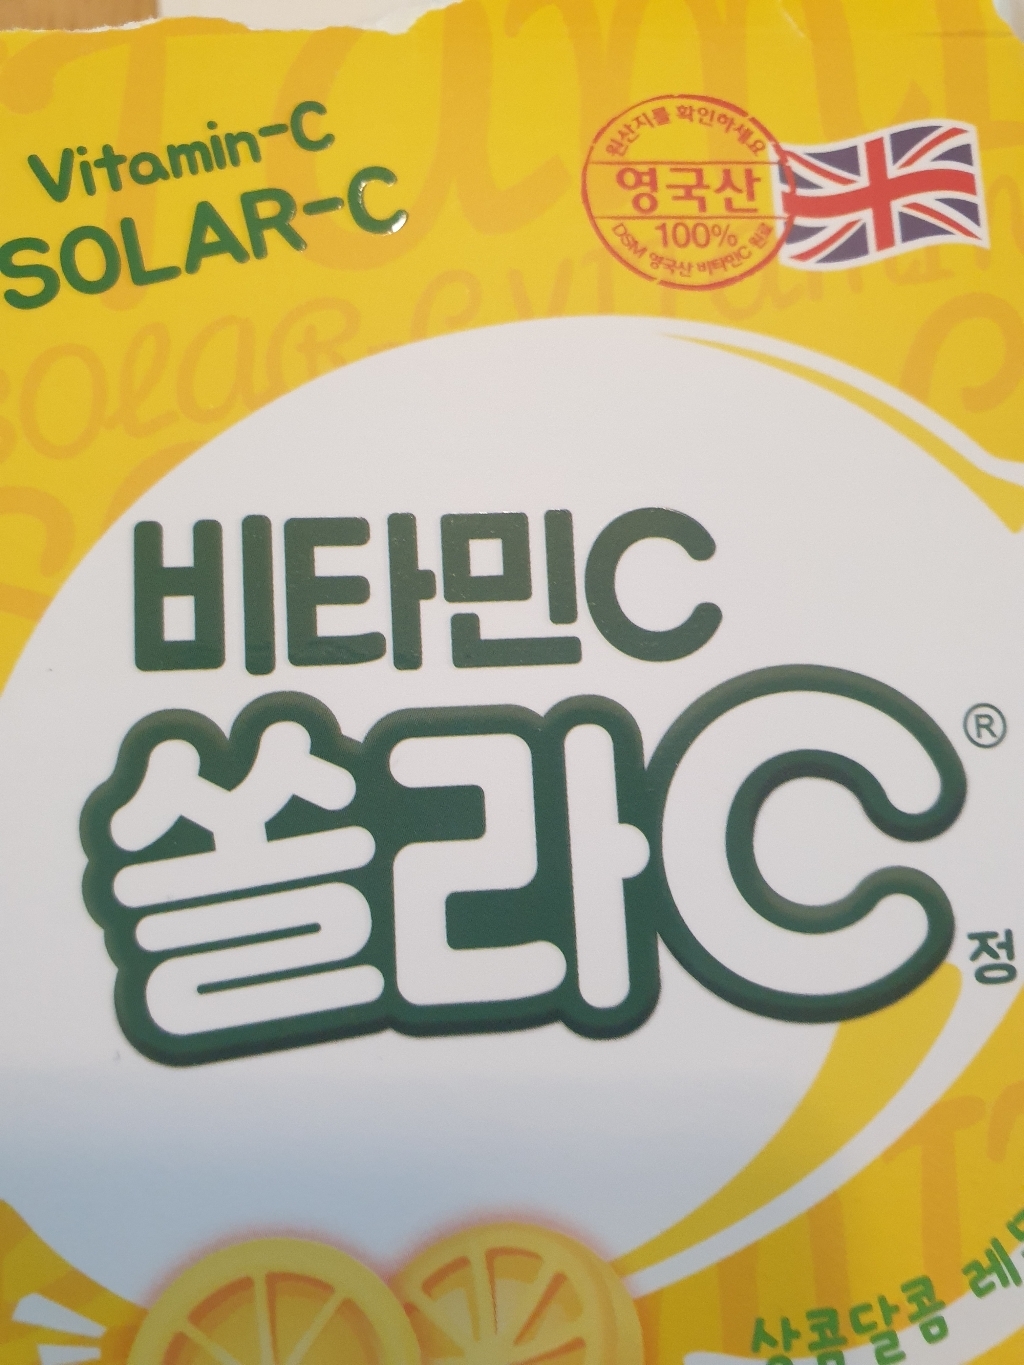 Vitamin-C
SOLAR-C
원산지를 확인하세요
영국산
100%
DSM 영국산 비타민C 원료
비타민C
쏠라C®
정
상콤달콤